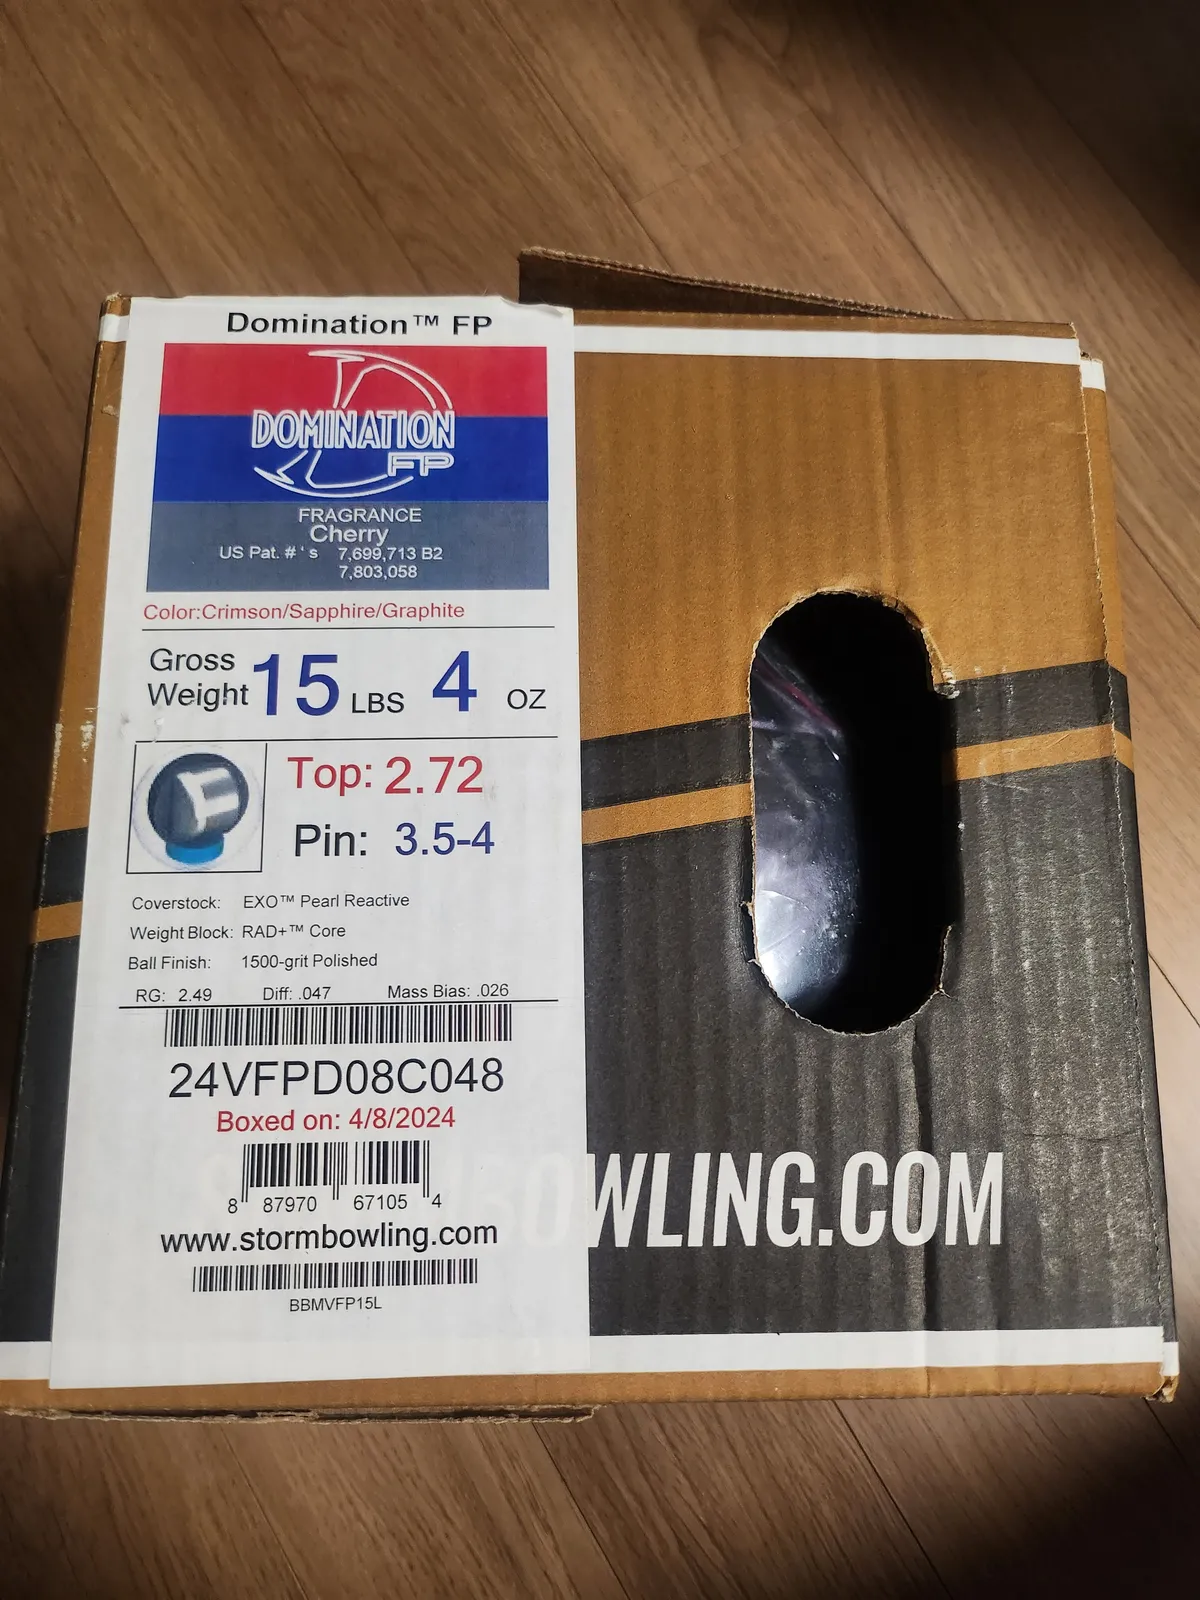 Domination™ FP
DOMINATION
FP
FRAGRANCE
Cherry
US Pat. # ' s 7,699,713 B2
7,803,058
Color:Crimson/Sapphire/Graphite
Gross Weight 15 LBS 4 OZ
Top: 2.72
Pin: 3.5-4
Coverstock: EXO™ Pearl Reactive
Weight Block: RAD+™ Core
Ball Finish: 1500-grit Polished
RG: 2.49 Diff: .047 Mass Bias: .026
24VFPD08C048
Boxed on: 4/8/2024
8 87970 67105 4
www.stormbowling.com
BBMVFP15L
OWLING.COM